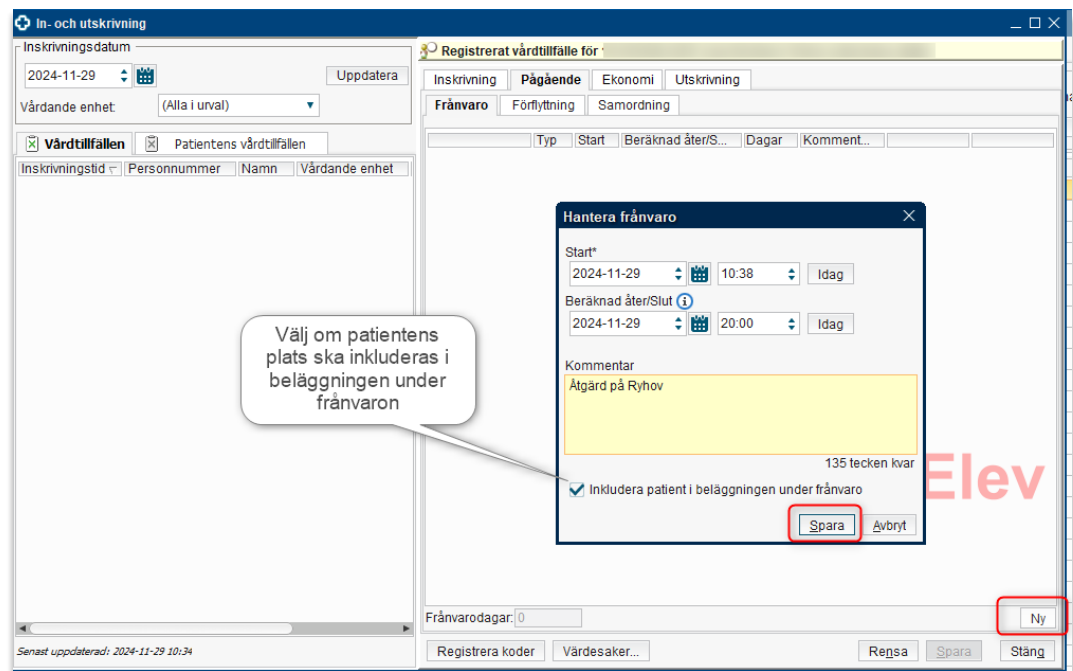 In- och utskrivning
Inskrivningsdatum
2024-11-29
Uppdatera
Vårdande enhet:
(Alla i urval)
Vårdtillfällen
Patientens vårdtillfällen
Inskrivningstid Personnummer Namn Vårdande enhet
Senast uppdaterad: 2024-11-29 10:34
Registrerat vårdtillfälle för
Inskrivning Pågående Ekonomi Utskrivning
Frånvaro Förflyttning Samordning
Typ Start Beräknad åter/S... Dagar Komment...
Välj om patientens
plats ska inkluderas i
beläggningen under
frånvaron
Hantera frånvaro
Start*
2024-11-29 10:38 Idag
Beräknad åter/Slut
2024-11-29 20:00 Idag
Kommentar
Åtgärd på Ryhov
135 tecken kvar
Inkludera patient i beläggningen under frånvaro
Spara Avbryt
Elev
Frånvarodagar: 0
Ny
Registrera koder Värdesaker... Rensa Spara Stäng